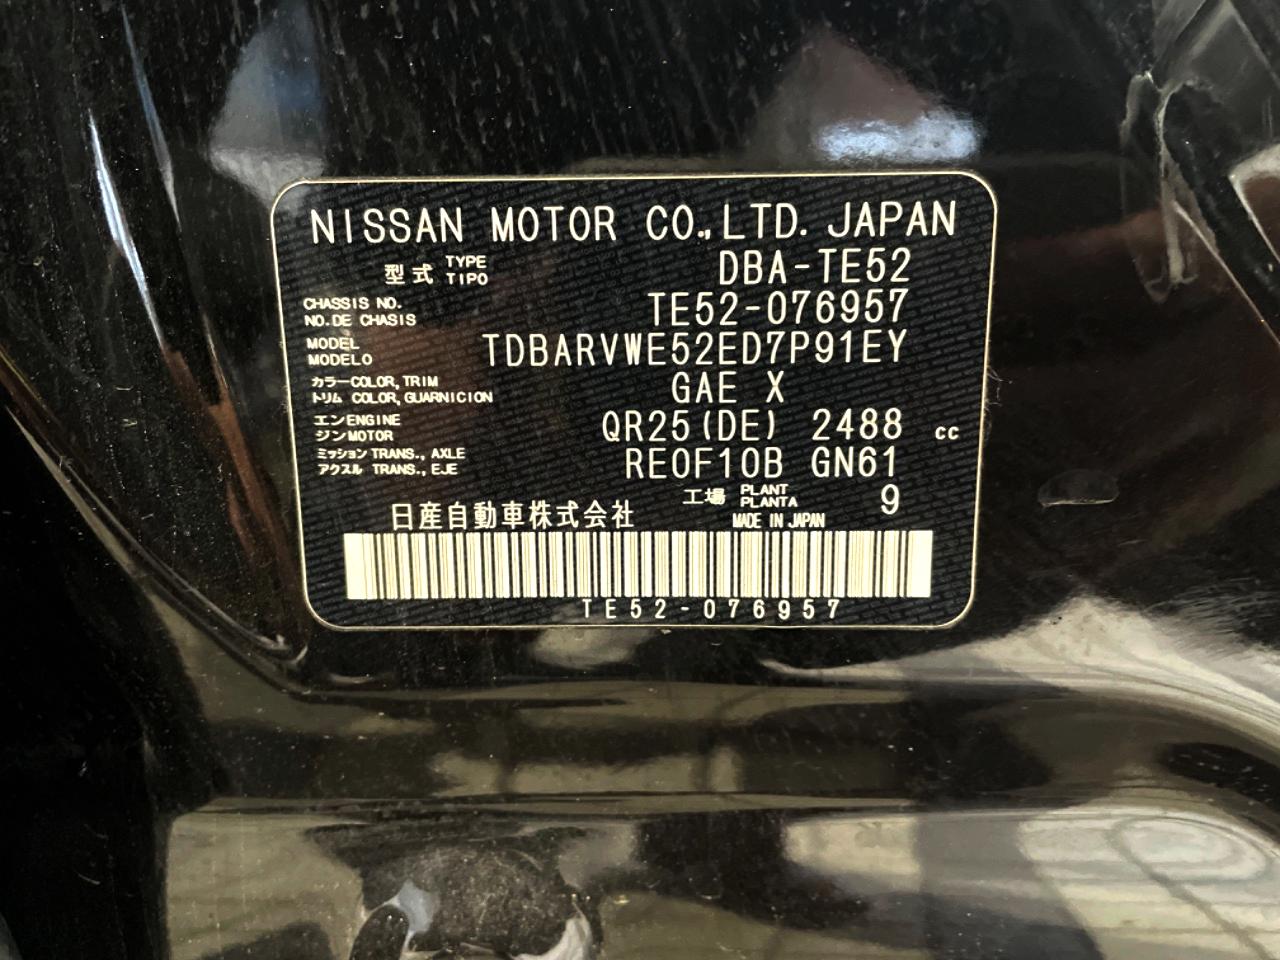 NISSAN MOTOR CO.,LTD. JAPAN
型式 TYPE TIPO DBA-TE52
CHASSIS NO. NO.DE CHASIS TE52-076957
MODEL MODELO TDBARVWE52ED7P91EY
カラー COLOR, TRIM
トリム COLOR, GUARNICION GAE X
エン ENGINE
ジン MOTOR QR25(DE) 2488 cc
ミッション TRANS., AXLE
アクスル TRANS., EJE RE0F10B GN61
工場 PLANT PLANTA 9
日産自動車株式会社 MADE IN JAPAN
TE52-076957